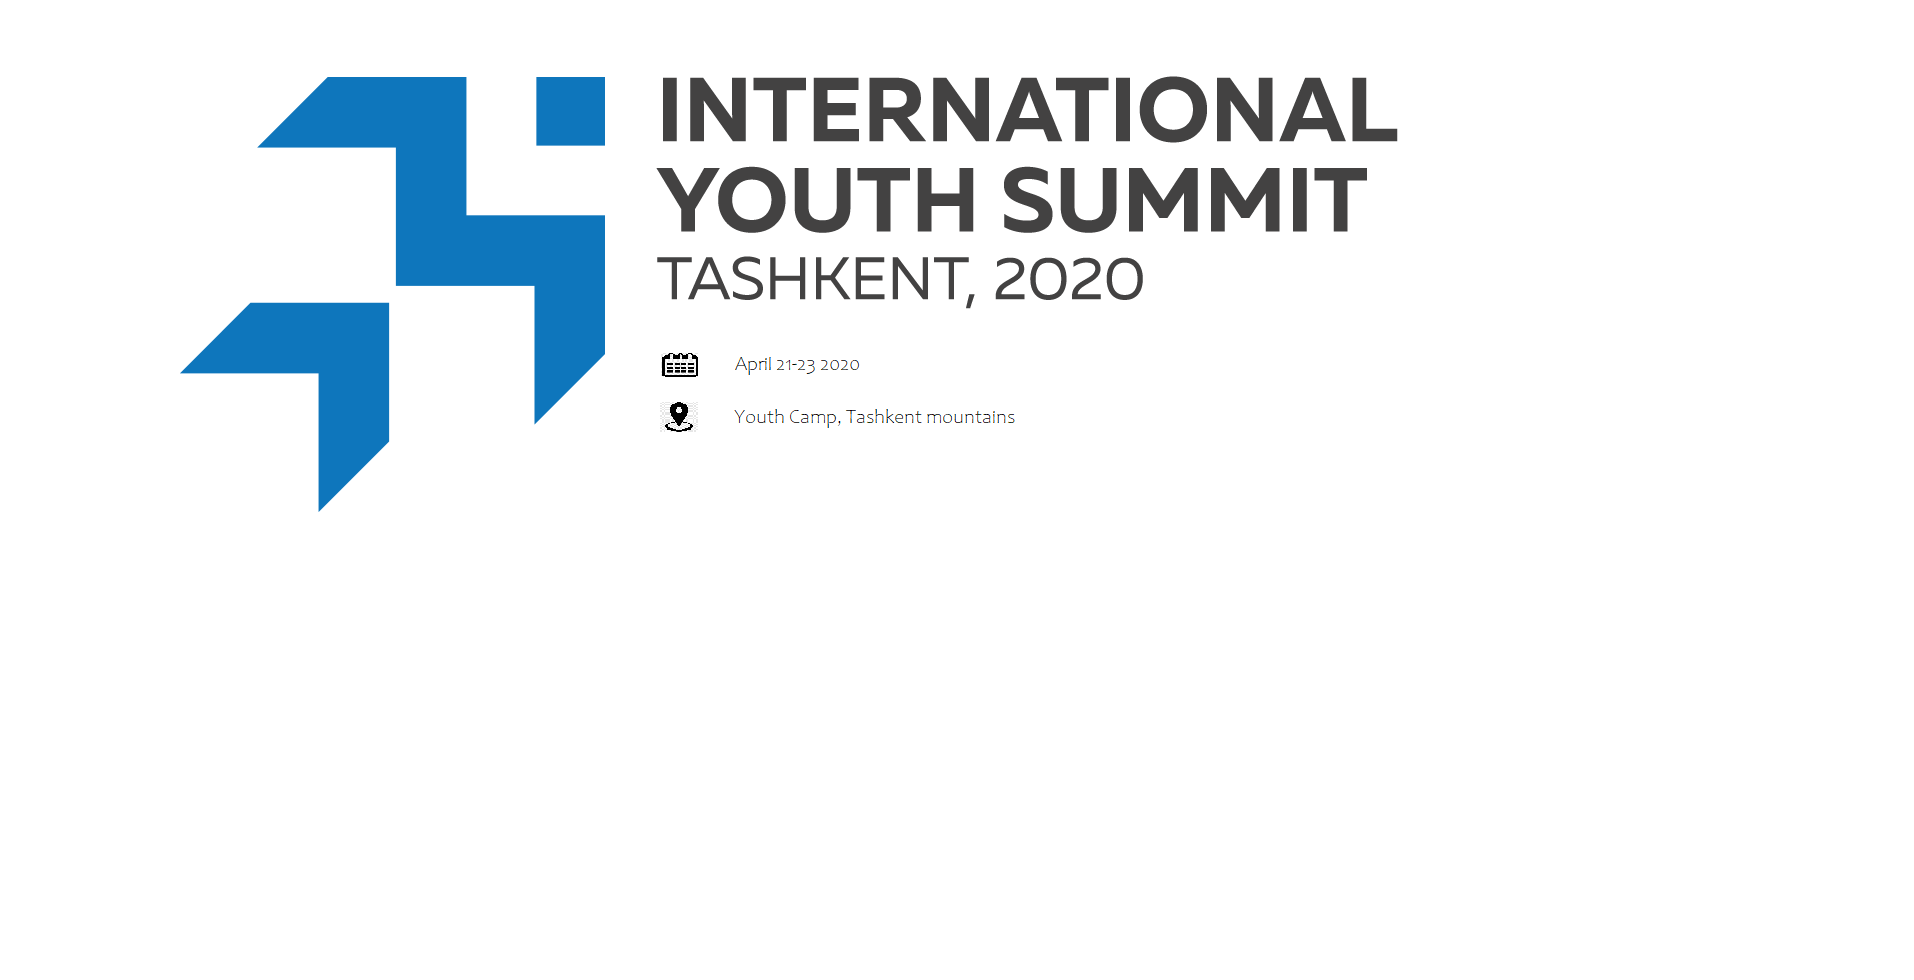 INTERNATIONAL
YOUTH SUMMIT
TASHKENT, 2020
April 21-23 2020
Youth Camp, Tashkent mountains